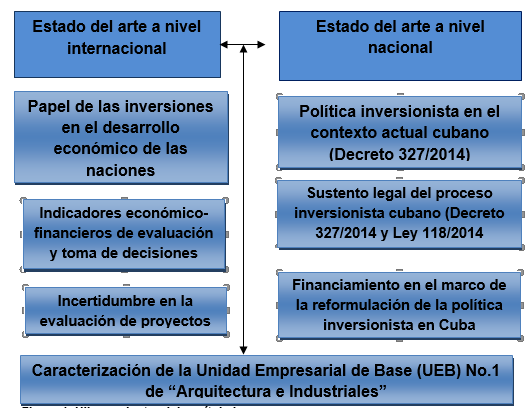 Estado del arte a nivel
internacional
Estado del arte a nivel
nacional
Papel de las inversiones
en el desarrollo
económico de las
naciones
Política inversionista en el
contexto actual cubano
(Decreto 327/2014)
Indicadores económico-
financieros de evaluación
y toma de decisiones
Sustento legal del proceso
inversionista cubano (Decreto
327/2014 y Ley 118/2014
Incertidumbre en la
evaluación de proyectos
Financiamiento en el marco de
la reformulación de la política
inversionista en Cuba
Caracterización de la Unidad Empresarial de Base (UEB) No.1
de “Arquitectura e Industriales”